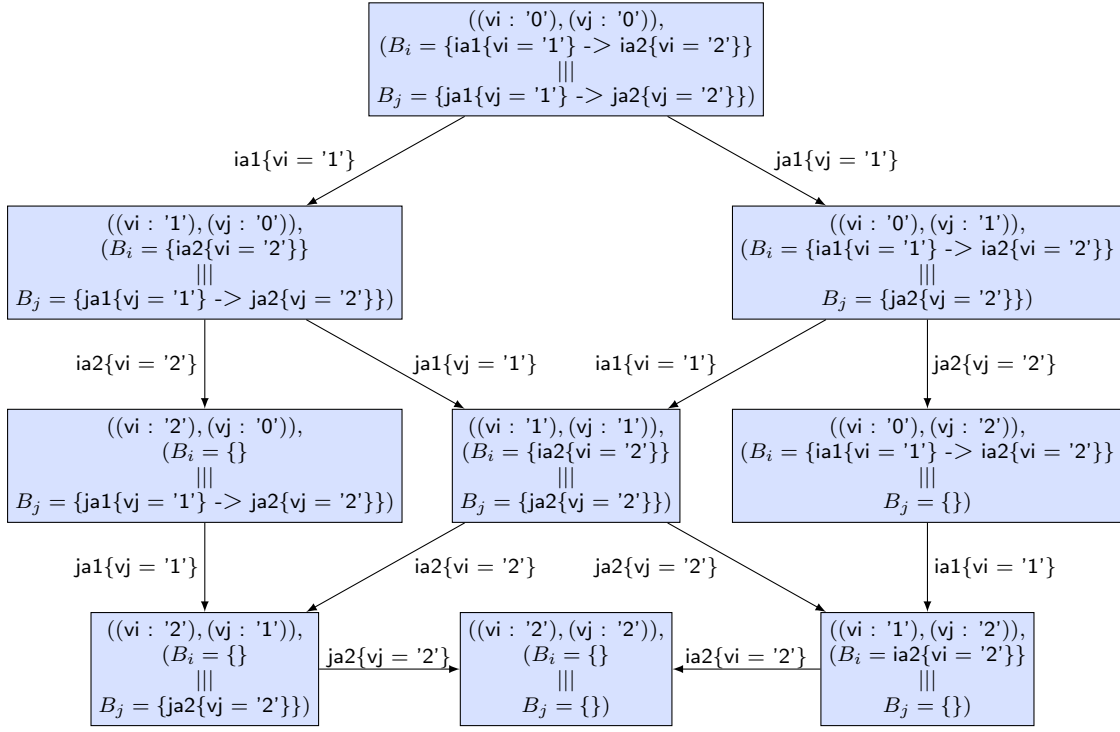 ((vi : '0'), (vj : '0')),
(B_i = {ia1{vi = '1'} -> ia2{vi = '2'}}
|||
B_j = {ja1{vj = '1'} -> ja2{vj = '2'}})
ia1{vi = '1'}
ja1{vj = '1'}
((vi : '1'), (vj : '0')),
(B_i = {ia2{vi = '2'}}
|||
B_j = {ja1{vj = '1'} -> ja2{vj = '2'}})
((vi : '0'), (vj : '1')),
(B_i = {ia1{vi = '1'} -> ia2{vi = '2'}}
|||
B_j = {ja2{vj = '2'}})
ia2{vi = '2'}
ja1{vj = '1'}
ia1{vi = '1'}
ja2{vj = '2'}
((vi : '2'), (vj : '0')),
(B_i = {}
|||
B_j = {ja1{vj = '1'} -> ja2{vj = '2'}})
((vi : '1'), (vj : '1')),
(B_i = {ia2{vi = '2'}}
|||
B_j = {ja2{vj = '2'}})
((vi : '0'), (vj : '2')),
(B_i = {ia1{vi = '1'} -> ia2{vi = '2'}}
|||
B_j = {})
ja1{vj = '1'}
ia2{vi = '2'}
ja2{vj = '2'}
ia1{vi = '1'}
((vi : '2'), (vj : '1')),
(B_i = {}
|||
B_j = {ja2{vj = '2'}})
ja2{vj = '2'}
((vi : '2'), (vj : '2')),
(B_i = {}
|||
B_j = {})
ia2{vi = '2'}
((vi : '1'), (vj : '2')),
(B_i = ia2{vi = '2'}}
|||
B_j = {})